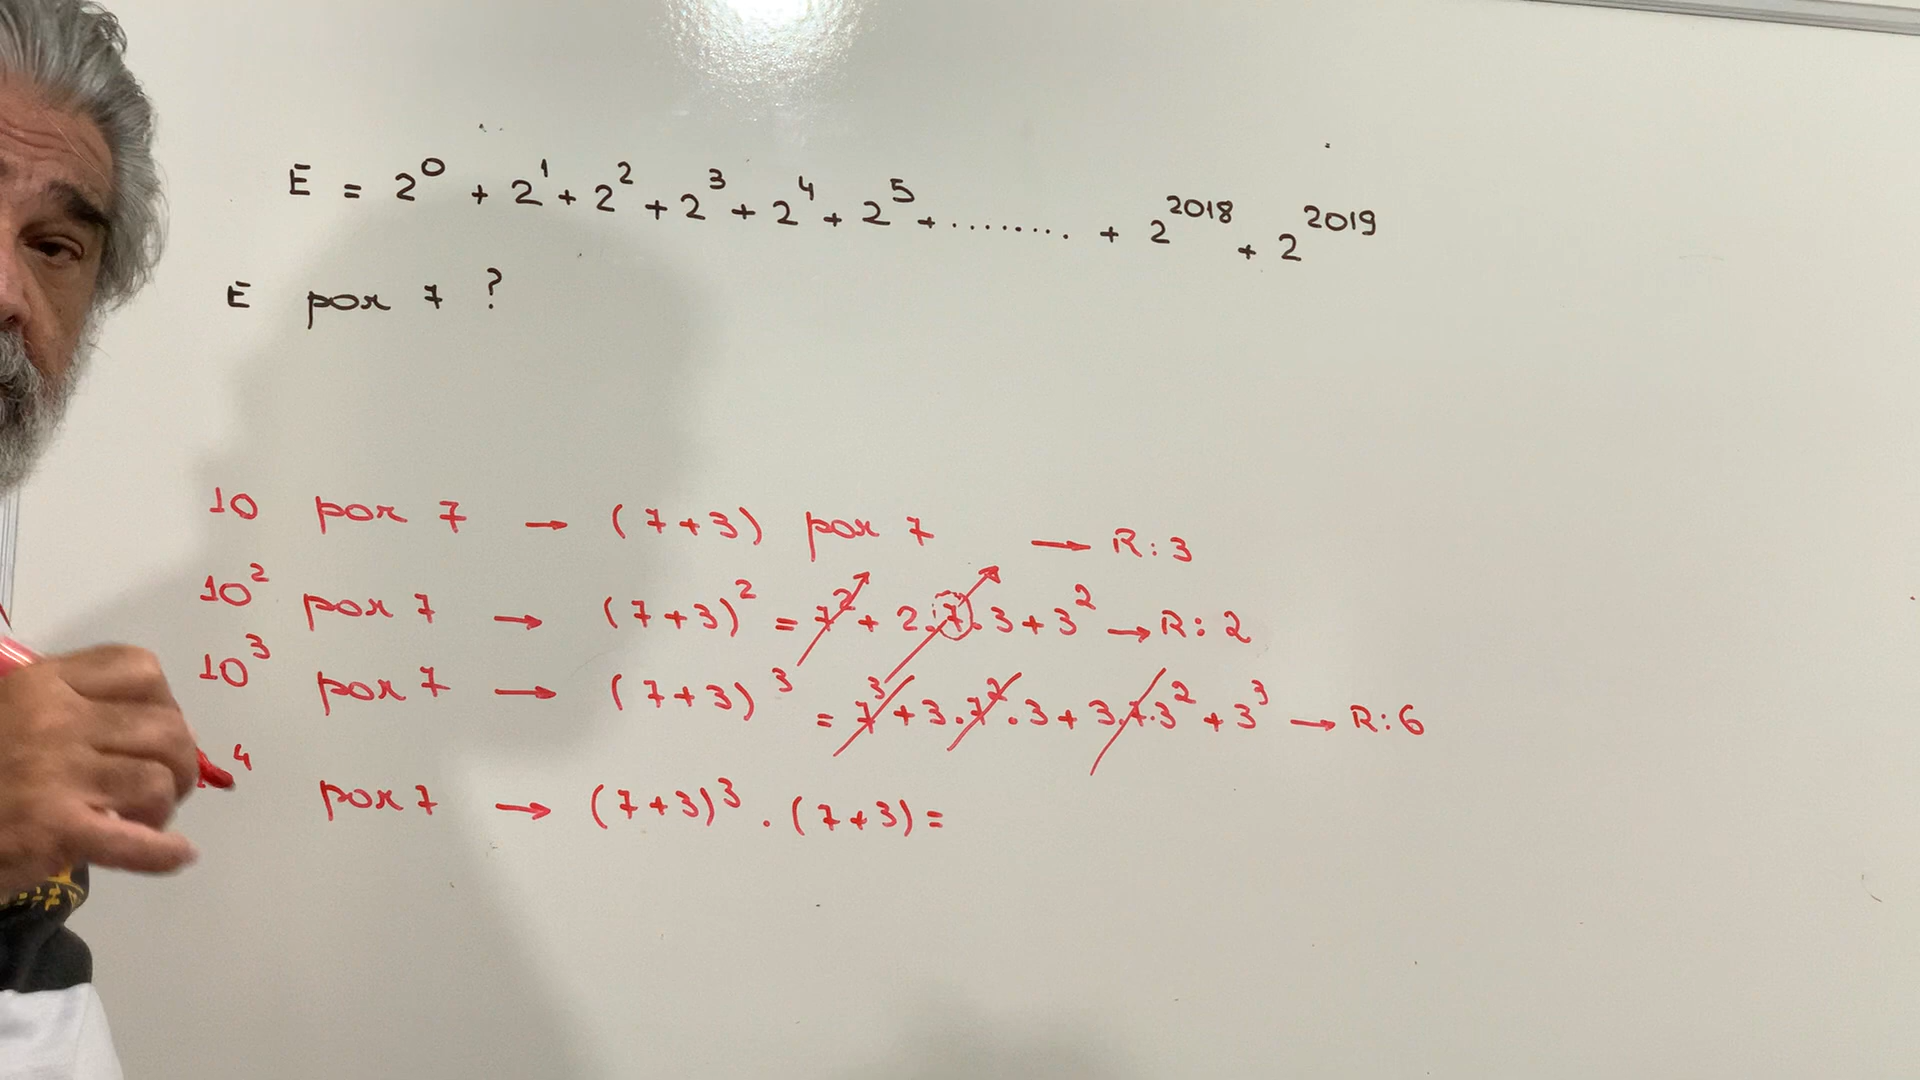 E = 2⁰ + 2¹ + 2² + 2³ + 2⁴ + 2⁵ + ........ + 2²⁰¹⁸ + 2²⁰¹⁹
E por 7 ?
10 por 7 → (7+3) por 7 → R: 3
10² por 7 → (7+3)² = 7² + 2.7.3 + 3² → R: 2
10³ por 7 → (7+3)³ = 7³ + 3.7².3 + 3.7.3² + 3³ → R: 6
⁴ por 7 → (7+3)³ . (7+3) =